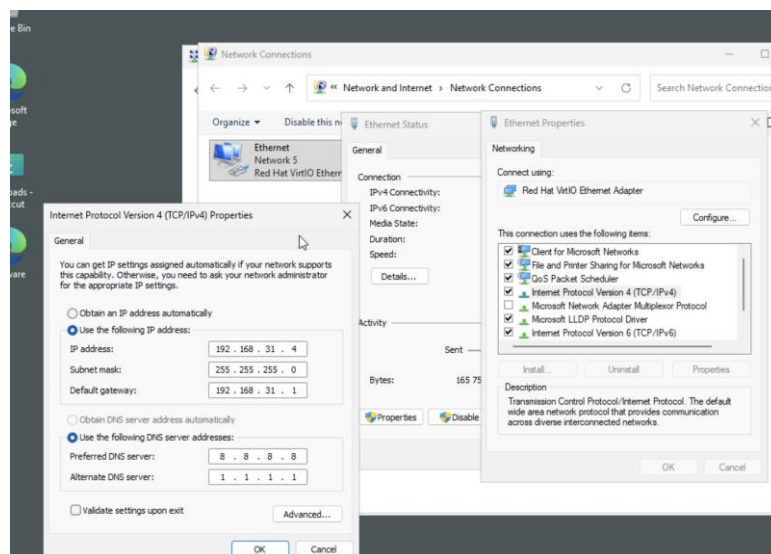 e Bin
soft
ge
pads -
cut
ware
Network Connections
« Network and Internet > Network Connections
Search Network Connection
Organize
Disable this n
Ethernet
Network 5
Red Hat VirtIO Ethern
Ethernet Status
General
Connection
IPv4 Connectivity:
IPv6 Connectivity:
Media State:
Duration:
Speed:
Details...
Activity
Sent
Bytes:
165 75
Properties
Disable
Ethernet Properties
Networking
Connect using:
Red Hat VirtIO Ethernet Adapter
Configure...
This connection uses the following items:
Client for Microsoft Networks
File and Printer Sharing for Microsoft Networks
QoS Packet Scheduler
Internet Protocol Version 4 (TCP/IPv4)
Microsoft Network Adapter Multiplexor Protocol
Microsoft LLDP Protocol Driver
Internet Protocol Version 6 (TCP/IPv6)
Install...
Uninstall
Properties
Description
Transmission Control Protocol/Internet Protocol. The default
wide area network protocol that provides communication
across diverse interconnected networks.
OK
Cancel
Internet Protocol Version 4 (TCP/IPv4) Properties
General
You can get IP settings assigned automatically if your network supports
this capability. Otherwise, you need to ask your network administrator
for the appropriate IP settings.
Obtain an IP address automatically
Use the following IP address:
IP address:
192 . 168 . 31 . 4
Subnet mask:
255 . 255 . 255 . 0
Default gateway:
192 . 168 . 31 . 1
Obtain DNS server address automatically
Use the following DNS server addresses:
Preferred DNS server:
8 . 8 . 8 . 8
Alternate DNS server:
1 . 1 . 1 . 1
Validate settings upon exit
Advanced...
OK
Cancel